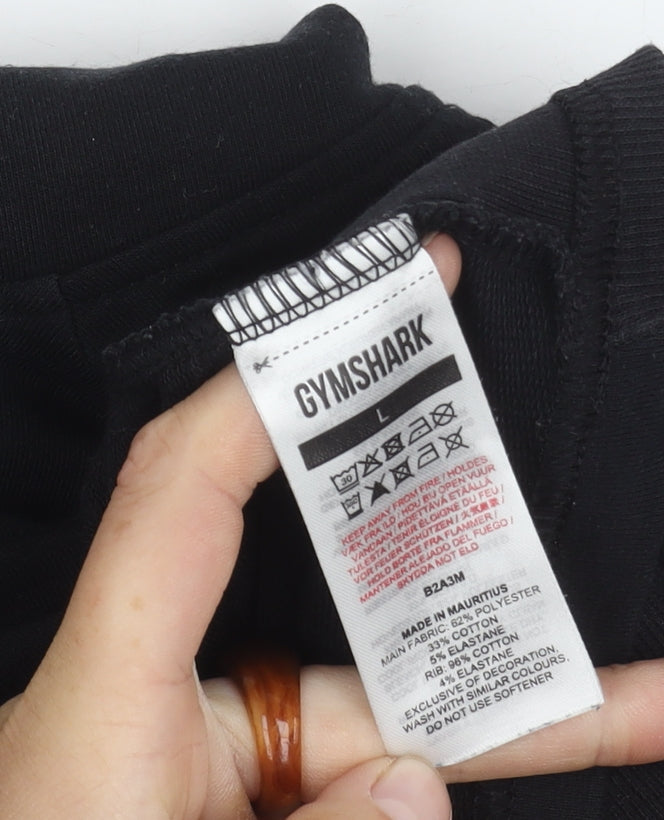 GYMSHARK
L
30
KEEP AWAY FROM FIRE / HOLDES
VÆK FRA ILD / HOU BIJ OPEN VUUR
VANDAAN / PIDETTÄVÄ ETÄÄLLÄ
TULESTA / TENIR ÉLOIGNÉ DU FEU /
VOR FEUER SCHÜTZEN /
HOLD BORTE FRA FLAMMER /
MANTENER ALEJADO DEL FUEGO /
SKYDDA MOT ELD
B2A3M
MADE IN MAURITIUS
MAIN FABRIC: 62% POLYESTER
33% COTTON
5% ELASTANE
RIB: 96% COTTON
4% ELASTANE
EXCLUSIVE OF DECORATION.
WASH WITH SIMILAR COLOURS.
DO NOT USE SOFTENER